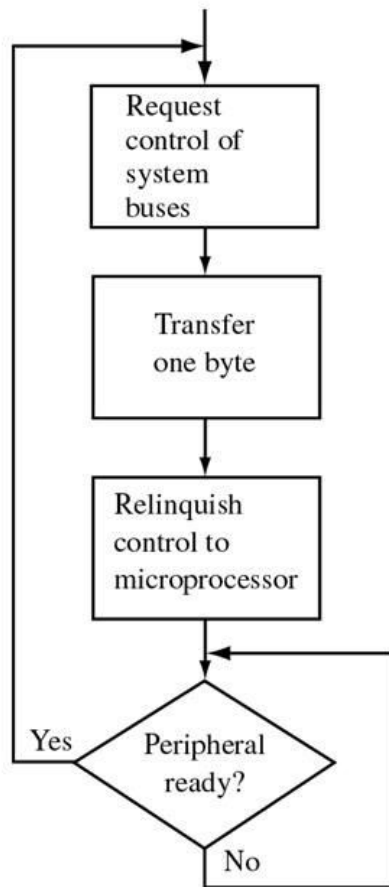 Request
control of
system
buses
Transfer
one byte
Relinquish
control to
microprocessor
Yes
Peripheral
ready?
No